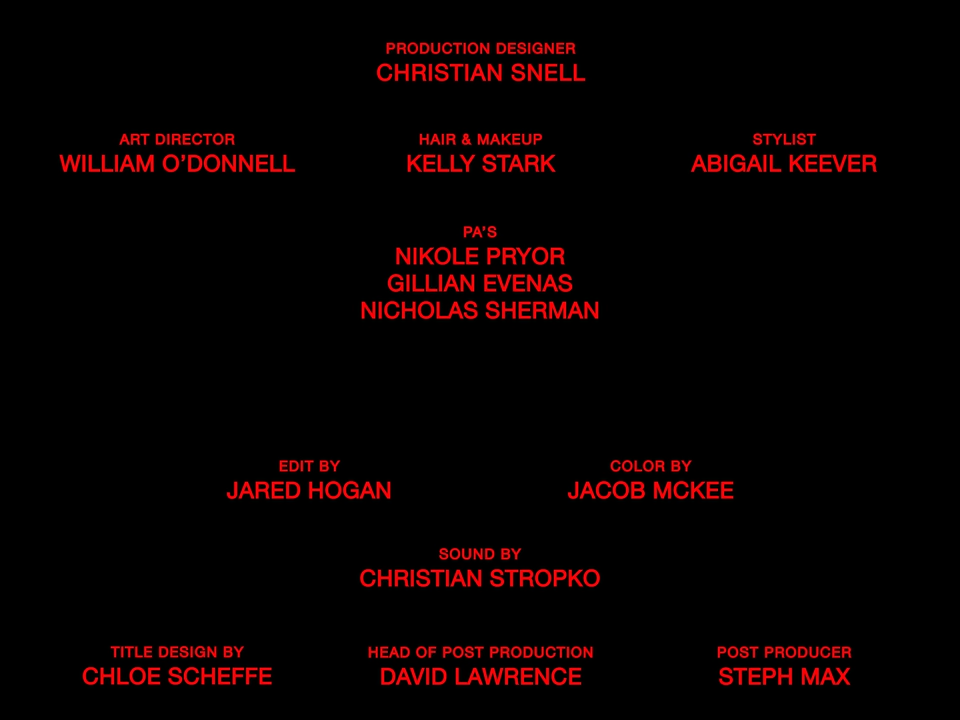 PRODUCTION DESIGNER
CHRISTIAN SNELL
ART DIRECTOR
WILLIAM O’DONNELL
HAIR & MAKEUP
KELLY STARK
STYLIST
ABIGAIL KEEVER
PA’S
NIKOLE PRYOR
GILLIAN EVENAS
NICHOLAS SHERMAN
EDIT BY
JARED HOGAN
COLOR BY
JACOB MCKEE
SOUND BY
CHRISTIAN STROPKO
TITLE DESIGN BY
CHLOE SCHEFFE
HEAD OF POST PRODUCTION
DAVID LAWRENCE
POST PRODUCER
STEPH MAX